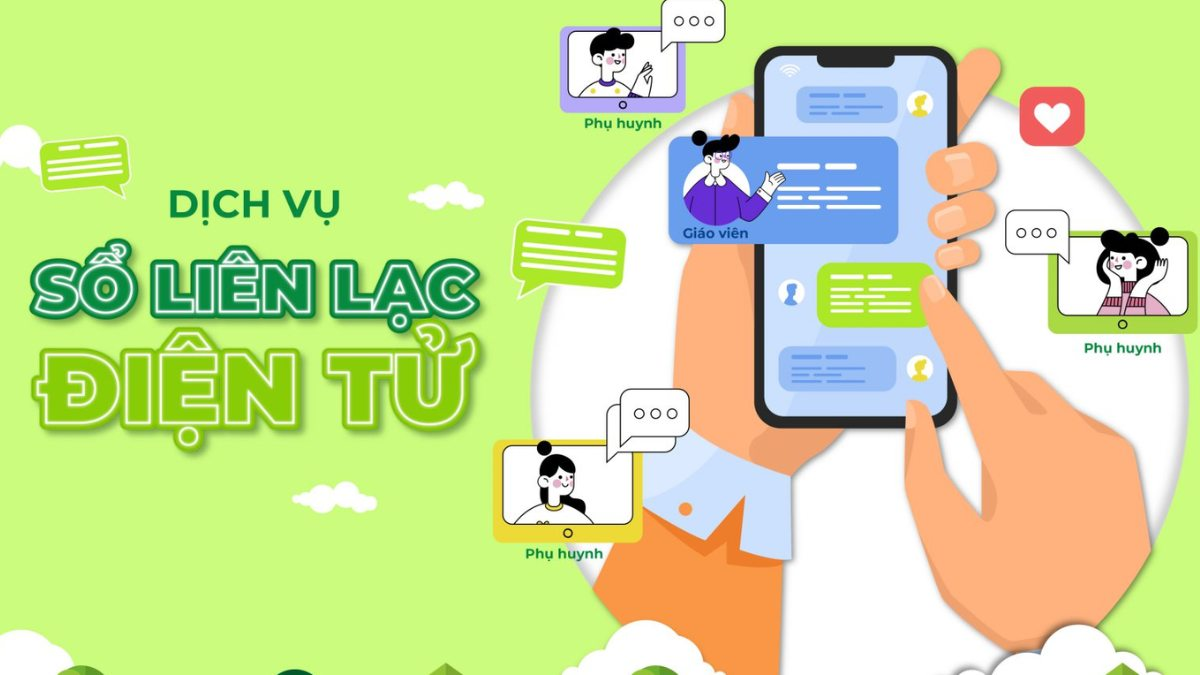 DỊCH VỤ
SỔ LIÊN LẠC
ĐIỆN TỬ
Phụ huynh
Giáo viên
Phụ huynh
Phụ huynh